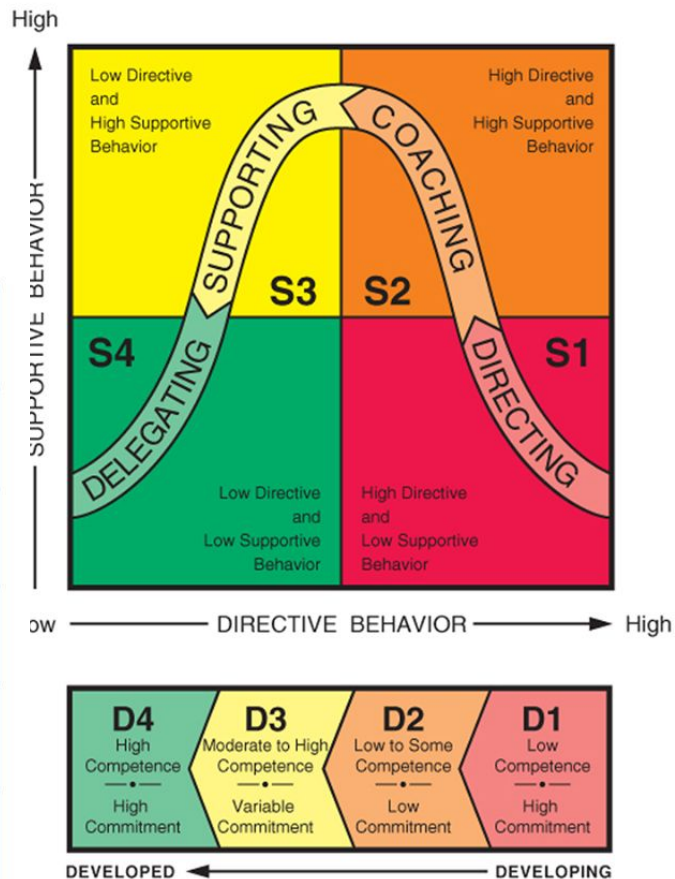 High
Low Directive
and
High Supportive
Behavior
High Directive
and
High Supportive
Behavior
SUPPORTING
COACHING
S3
S2
SUPPORTIVE BEHAVIOR
S4
S1
DELEGATING
DIRECTING
Low Directive
and
Low Supportive
Behavior
High Directive
and
Low Supportive
Behavior
ow
DIRECTIVE BEHAVIOR
High
D4
High
Competence
High
Commitment
D3
Moderate to High
Competence
Variable
Commitment
D2
Low to Some
Competence
Low
Commitment
D1
Low
Competence
High
Commitment
DEVELOPED
DEVELOPING